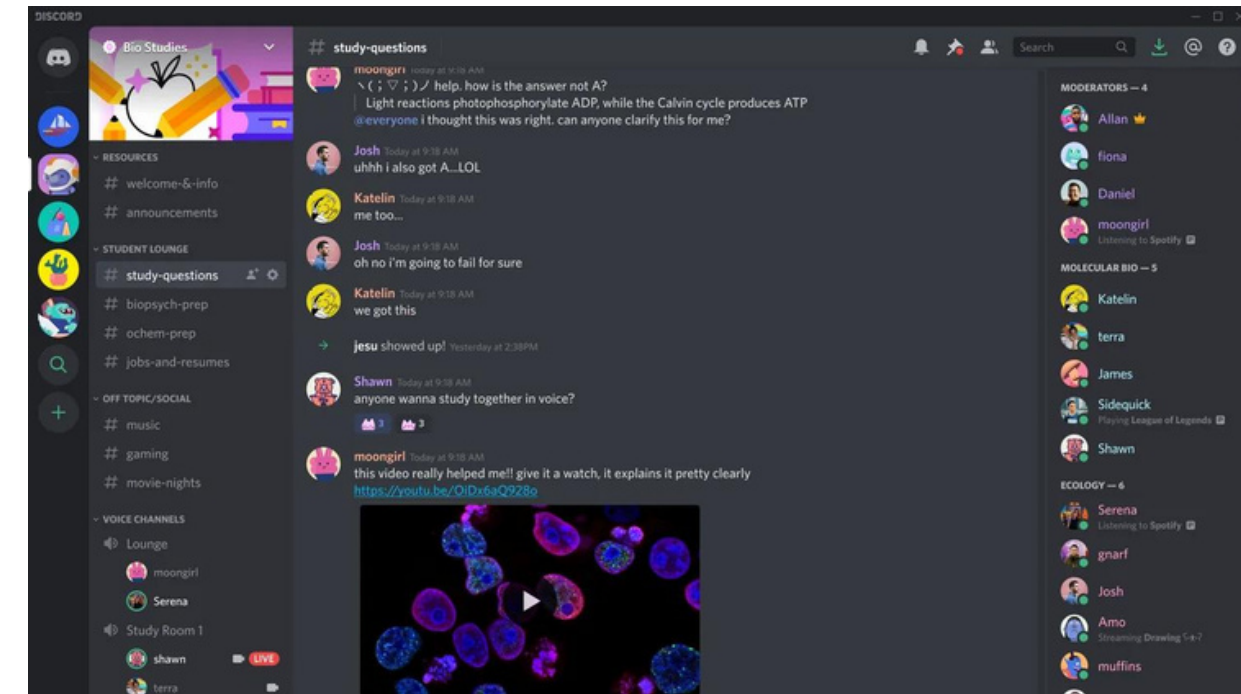 DISCORD
Bio Studies
RESOURCES
# welcome-&-info
# announcements
STUDENT LOUNGE
# study-questions
# biopsych-prep
# ochem-prep
# jobs-and-resumes
OFF TOPIC/SOCIAL
# music
# gaming
# movie-nights
VOICE CHANNELS
Lounge
moongirl
Serena
Study Room 1
shawn LIVE
terra
# study-questions
Search
moongirl Today at 9:18 AM
ヽ(；▽；)ノ help. how is the answer not A?
Light reactions photophosphorylate ADP, while the Calvin cycle produces ATP
@everyone i thought this was right. can anyone clarify this for me?
Josh Today at 9:18 AM
uhhh i also got A...LOL
Katelin Today at 9:18 AM
me too...
Josh Today at 9:18 AM
oh no i'm going to fail for sure
Katelin Today at 9:18 AM
we got this
jesu showed up! Yesterday at 2:38PM
Shawn Today at 9:18 AM
anyone wanna study together in voice?
3 3
moongirl Today at 9:18 AM
this video really helped me!! give it a watch, it explains it pretty clearly
https://youtu.be/OiDx6aQ928o
MODERATORS — 4
Allan
fiona
Daniel
moongirl
Listening to Spotify
MOLECULAR BIO — 5
Katelin
terra
James
Sidequick
Playing League of Legends
Shawn
ECOLOGY — 6
Serena
Listening to Spotify
gnarf
Josh
Amo
Streaming Drawing
muffins